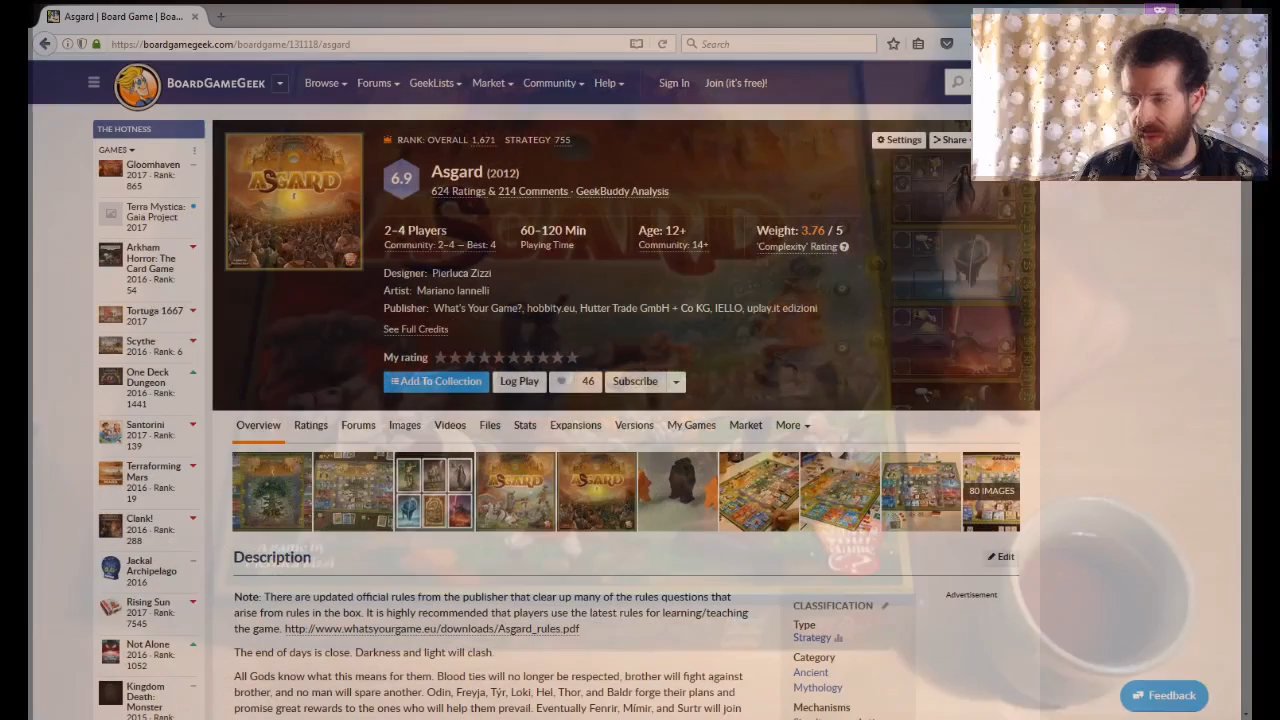 Asgard | Board Game | Boa...
https://boardgamegeek.com/boardgame/131118/asgard
Search
BOARDGAMEGEEK
Browse
Forums
GeekLists
Market
Community
Help
Sign In
Join (it's free!)
THE HOTNESS
GAMES
Gloomhaven
2017 - Rank:
865
Terra Mystica:
Gaia Project
2017
Arkham
Horror: The
Card Game
2016 - Rank:
54
Tortuga 1667
2017
Scythe
2016 - Rank: 6
One Deck
Dungeon
2016 - Rank:
1441
Santorini
2017 - Rank:
139
Terraforming
Mars
2016 - Rank:
19
Clank!
2016 - Rank:
288
Jackal
Archipelago
2016
Rising Sun
2017 - Rank:
7545
Not Alone
2016 - Rank:
1052
Kingdom
Death:
Monster
2015 - Rank:
ASGARD
RANK: OVERALL 1,671 STRATEGY 755
Settings
Share
6.9
Asgard (2012)
624 Ratings & 214 Comments · GeekBuddy Analysis
2–4 Players
Community: 2–4 — Best: 4
60–120 Min
Playing Time
Age: 12+
Community: 14+
Weight: 3.76 / 5
'Complexity' Rating
Designer: Pierluca Zizzi
Artist: Mariano Iannelli
Publisher: What's Your Game?, hobbity.eu, Hutter Trade GmbH + Co KG, IELLO, uplay.it edizioni
See Full Credits
My rating
Add To Collection
Log Play
46
Subscribe
Overview
Ratings
Forums
Images
Videos
Files
Stats
Expansions
Versions
My Games
Market
More
ASGARD
ASGARD
80 IMAGES
Description
Edit
Note: There are updated official rules from the publisher that clear up many of the rules questions that
arise from rules in the box. It is highly recommended that players use the latest rules for learning/teaching
the game. http://www.whatsyourgame.eu/downloads/Asgard_rules.pdf
The end of days is close. Darkness and light will clash.
All Gods know what this means for them. Blood ties will no longer be respected, brother will fight against
brother, and no man will spare another. Odin, Freyja, Týr, Loki, Hel, Thor, and Baldr forge their plans and
promise great rewards to the ones who will help them prevail. Eventually Fenrir, Mímir, and Surtr will join
CLASSIFICATION
Type
Strategy
Category
Ancient
Mythology
Mechanisms
Advertisement
Feedback